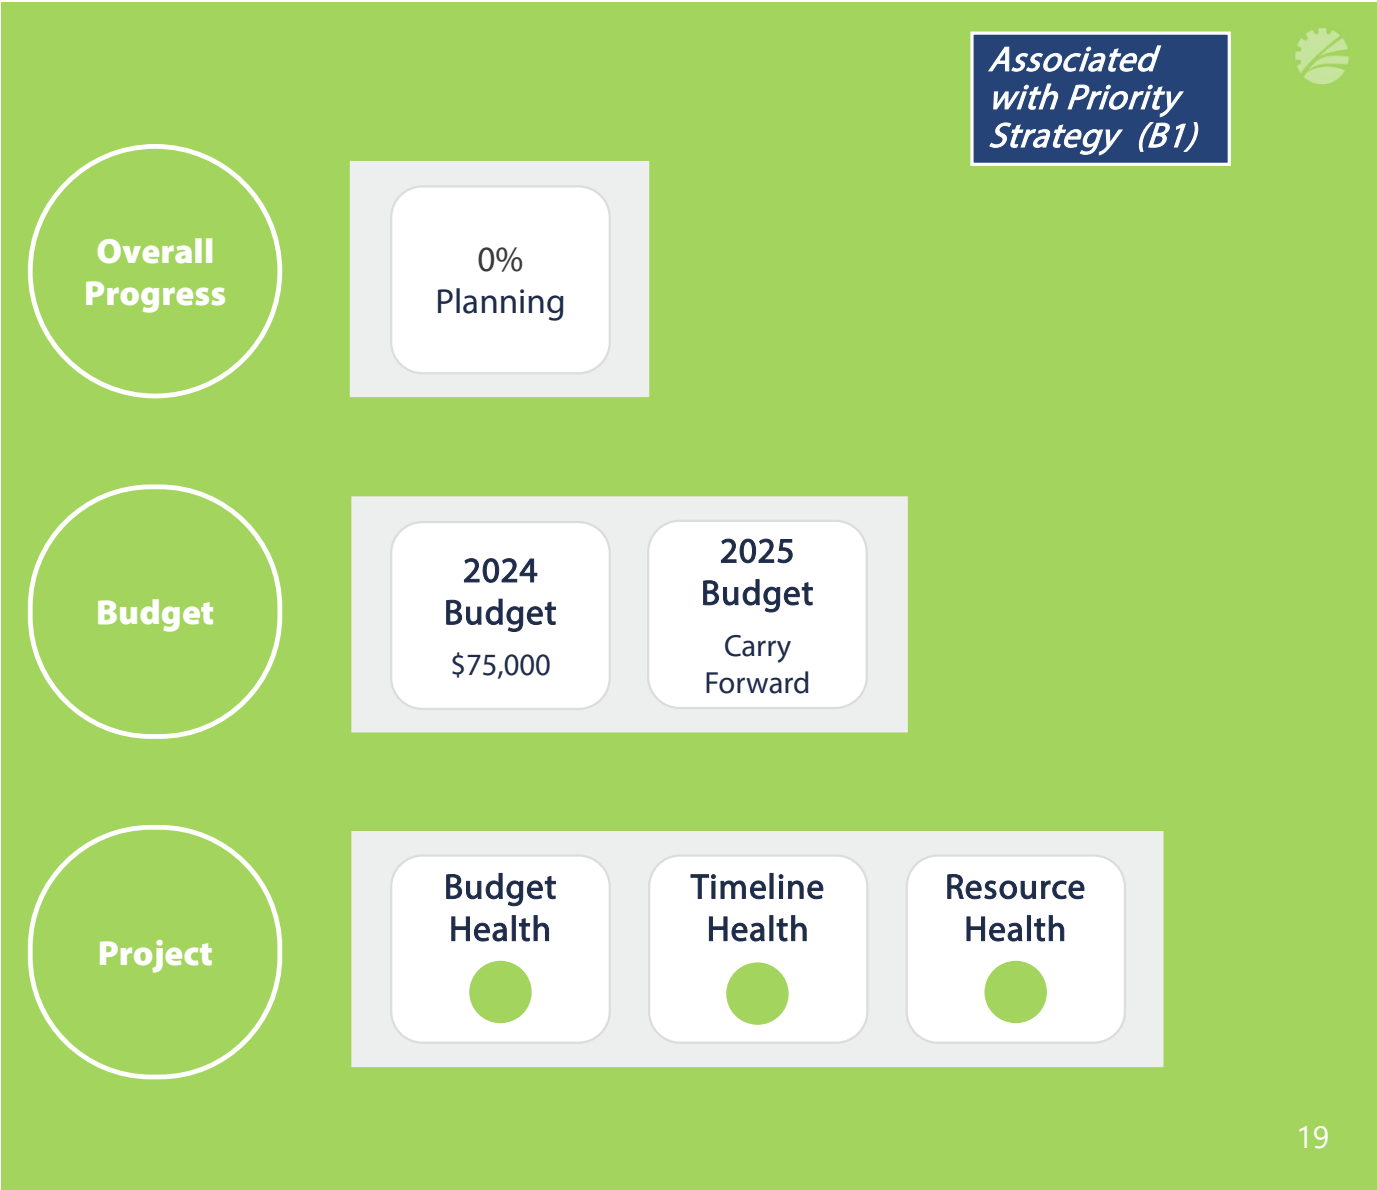 Associated
with Priority
Strategy (B1)
Overall
Progress
0%
Planning
Budget
2024
Budget
$75,000
2025
Budget
Carry
Forward
Project
Budget
Health
Timeline
Health
Resource
Health
19